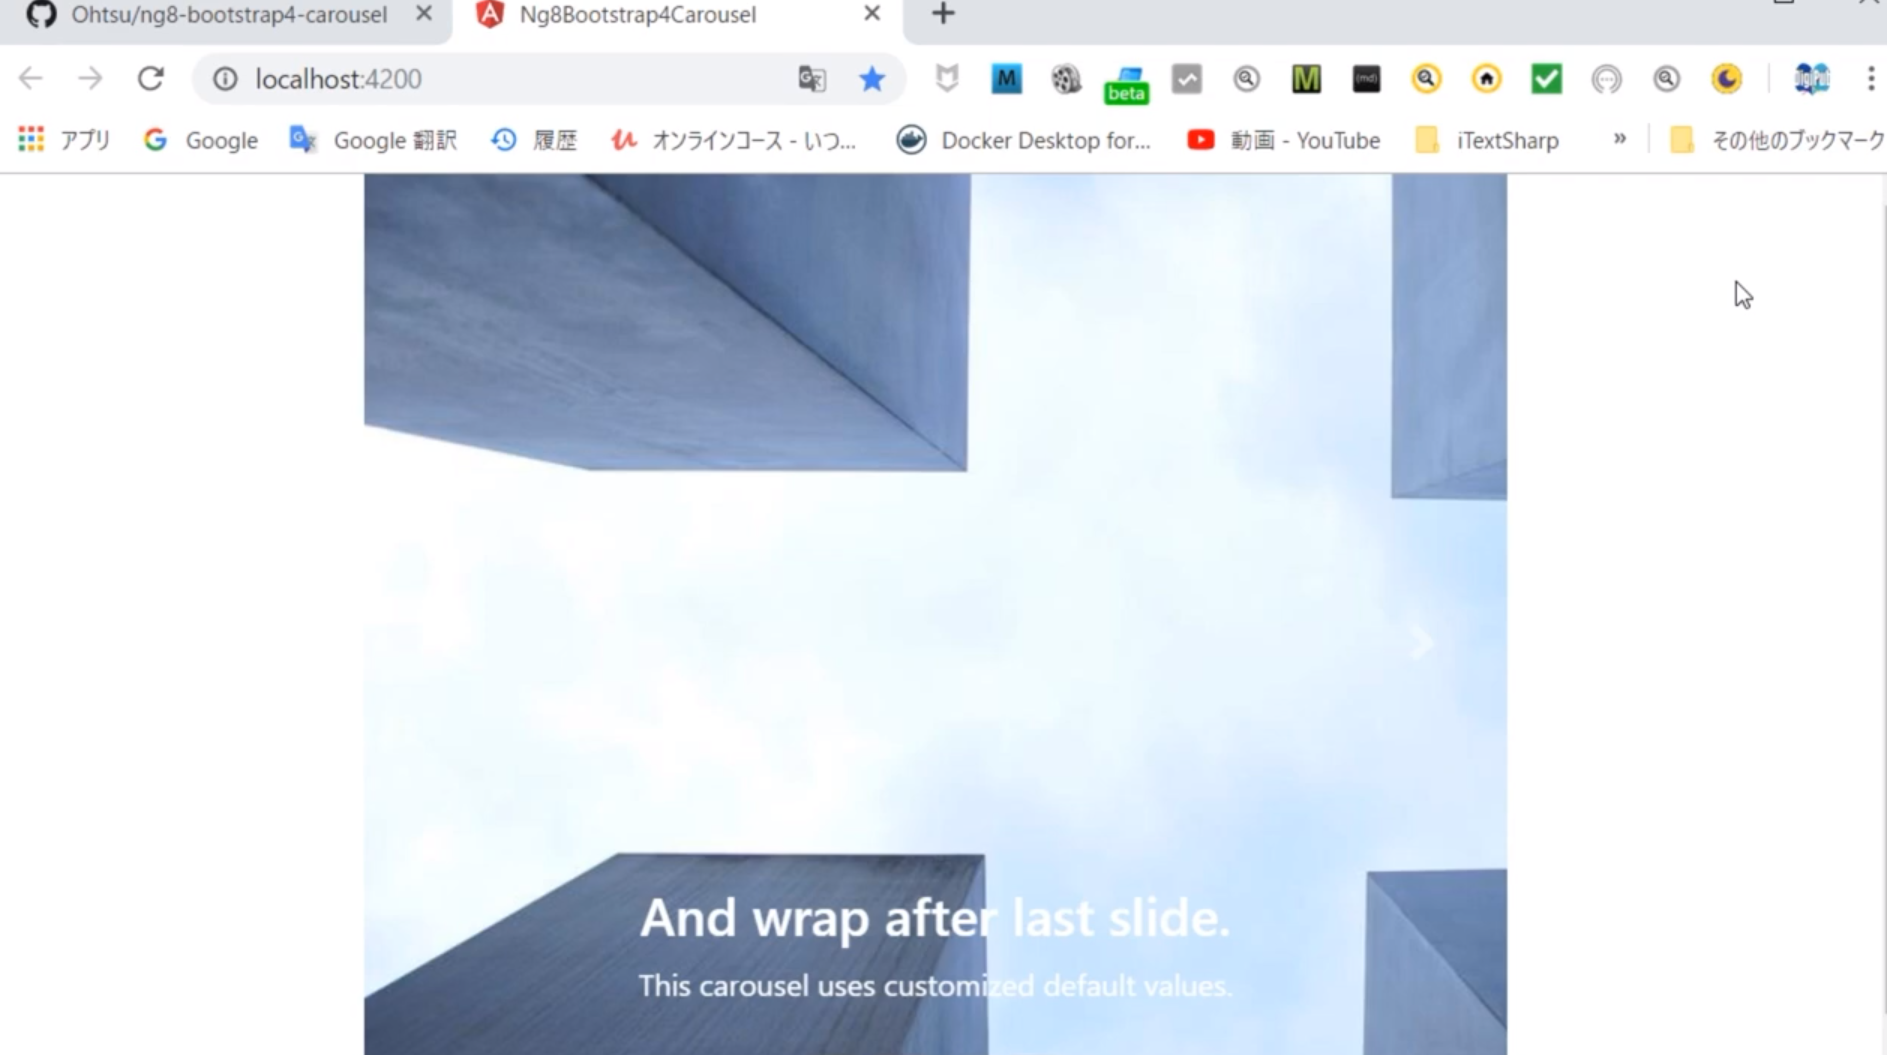 Ohtsu/ng8-bootstrap4-carousel Ng8Bootstrap4Carousel
localhost:4200 M beta M (md) DigiPub
アプリ Google Google 翻訳 履歴 オンラインコース - いつ... Docker Desktop for... 動画 - YouTube iTextSharp » その他のブックマーク
And wrap after last slide.
This carousel uses customized default values.